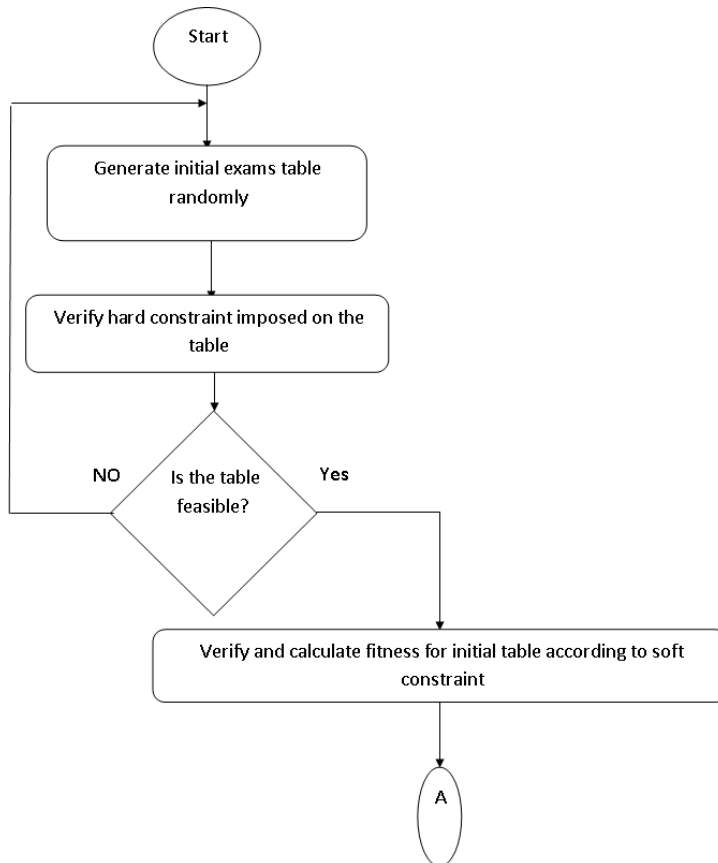 Start
Generate initial exams table
randomly
Verify hard constraint imposed on the
table
NO
Is the table
feasible?
Yes
Verify and calculate fitness for initial table according to soft
constraint
A